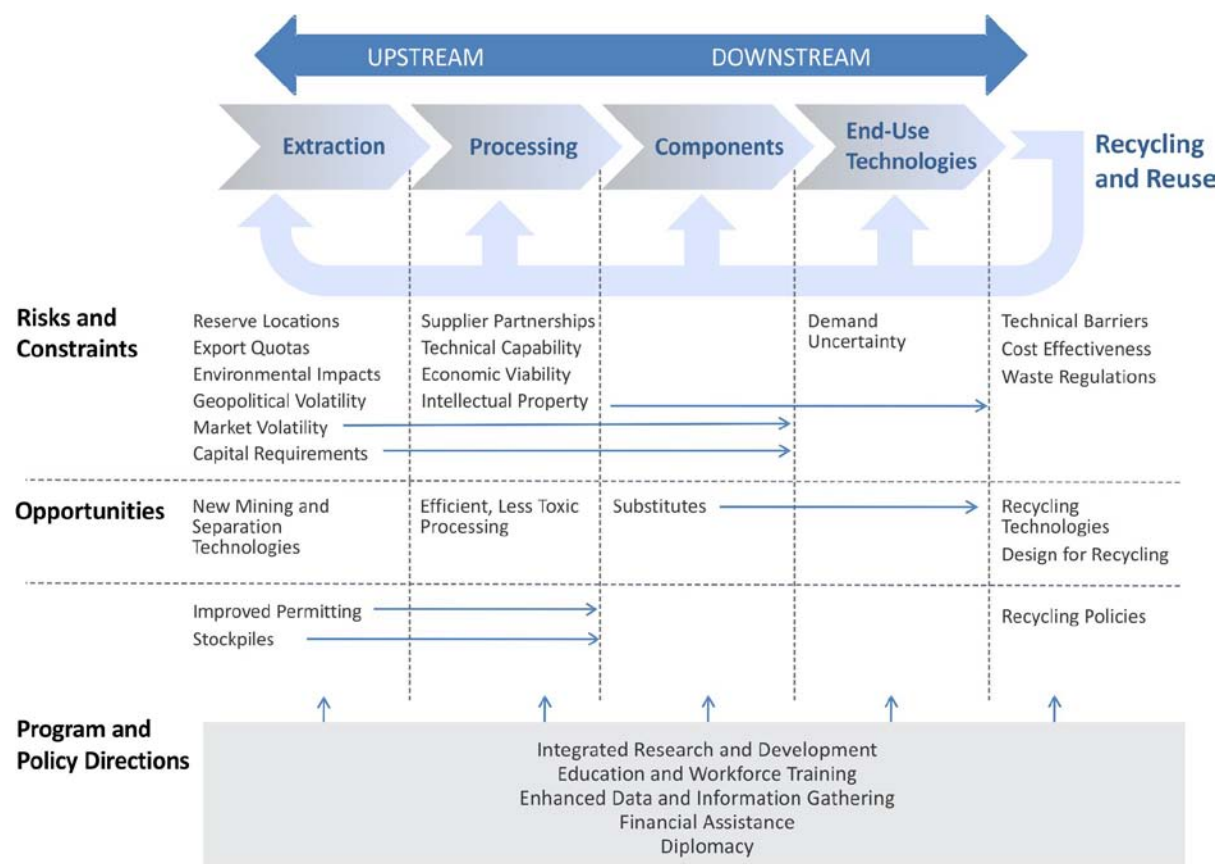 UPSTREAM DOWNSTREAM
Extraction
Processing
Components
End-Use
Technologies
Recycling
and Reuse
Risks and
Constraints
Reserve Locations
Export Quotas
Environmental Impacts
Geopolitical Volatility
Market Volatility
Capital Requirements
Supplier Partnerships
Technical Capability
Economic Viability
Intellectual Property
Demand
Uncertainty
Technical Barriers
Cost Effectiveness
Waste Regulations
Opportunities
New Mining and
Separation
Technologies
Efficient, Less Toxic
Processing
Substitutes
Recycling
Technologies
Design for Recycling
Improved Permitting
Stockpiles
Recycling Policies
Program and
Policy Directions
Integrated Research and Development
Education and Workforce Training
Enhanced Data and Information Gathering
Financial Assistance
Diplomacy